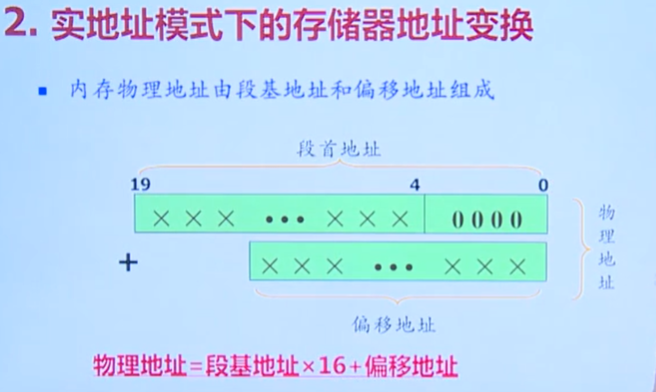 2. 实地址模式下的存储器地址变换
内存物理地址由段基地址和偏移地址组成
段首地址
19 4 0
××× ••• ××× 0000
+ ××× ••• ×××
物理地址
偏移地址
物理地址=段基地址×16+偏移地址